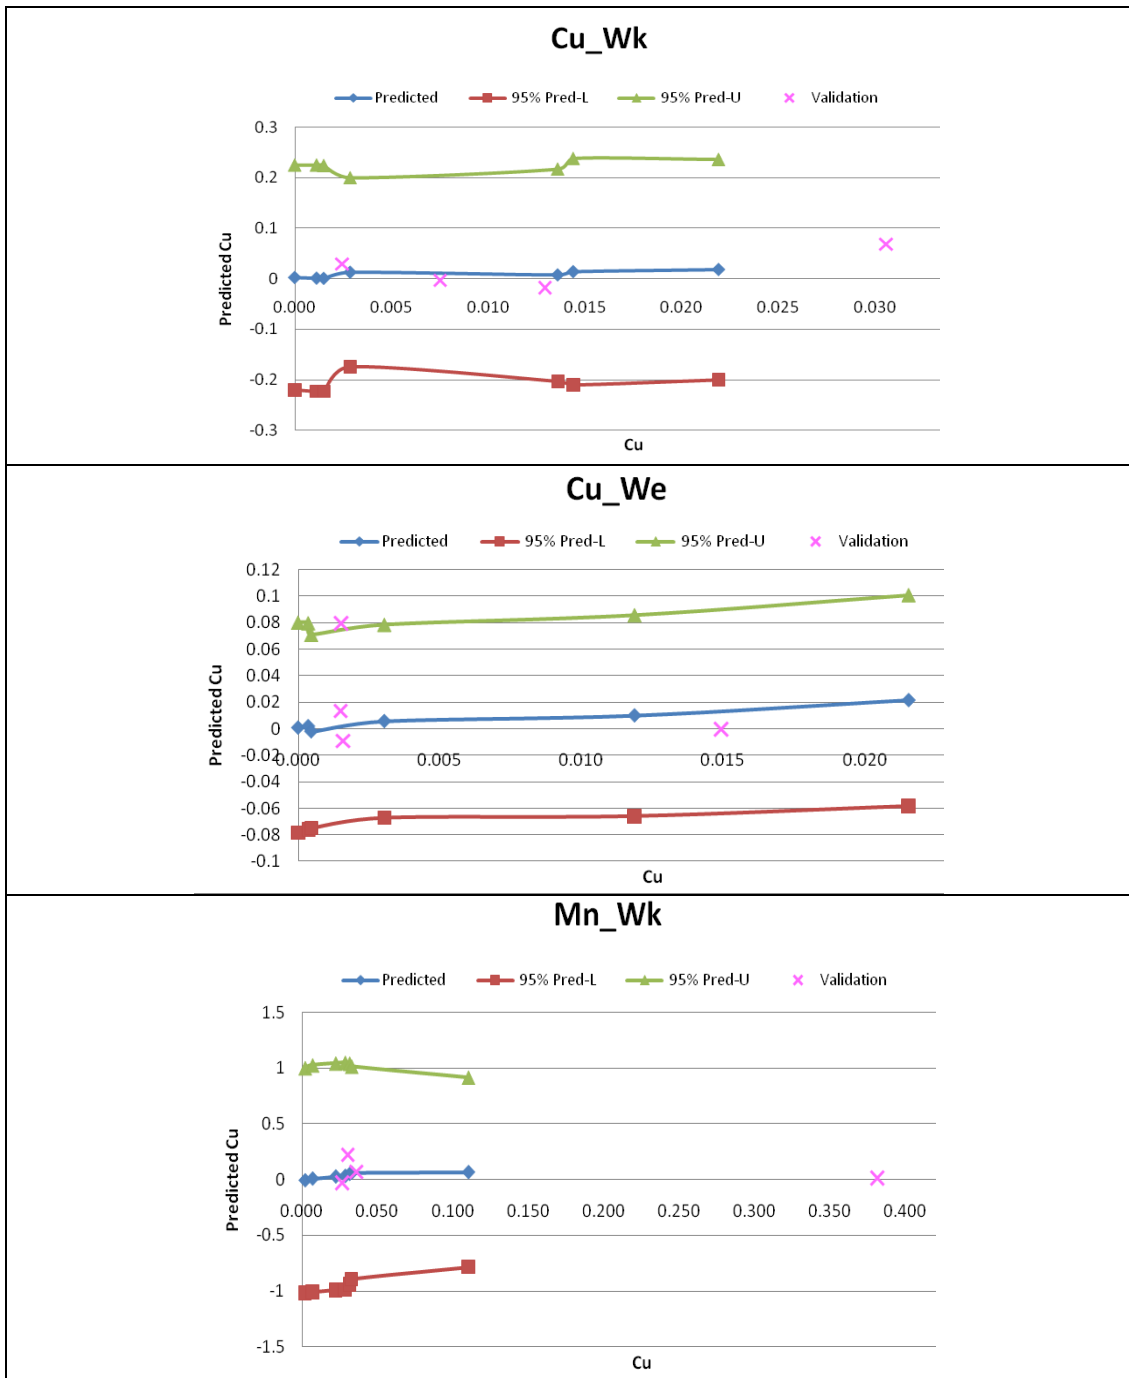 Cu_Wk
Predicted 95% Pred-L 95% Pred-U Validation
0.3
0.2
0.1
0
-0.1
-0.2
-0.3
Predicted Cu
0.000 0.005 0.010 0.015 0.020 0.025 0.030
Cu
Cu_We
Predicted 95% Pred-L 95% Pred-U Validation
0.12
0.1
0.08
0.06
0.04
0.02
0
-0.02
-0.04
-0.06
-0.08
-0.1
Predicted Cu
0.000 0.005 0.010 0.015 0.020
Cu
Mn_Wk
Predicted 95% Pred-L 95% Pred-U Validation
1.5
1
0.5
0
-0.5
-1
-1.5
Predicted Cu
0.000 0.050 0.100 0.150 0.200 0.250 0.300 0.350 0.400
Cu